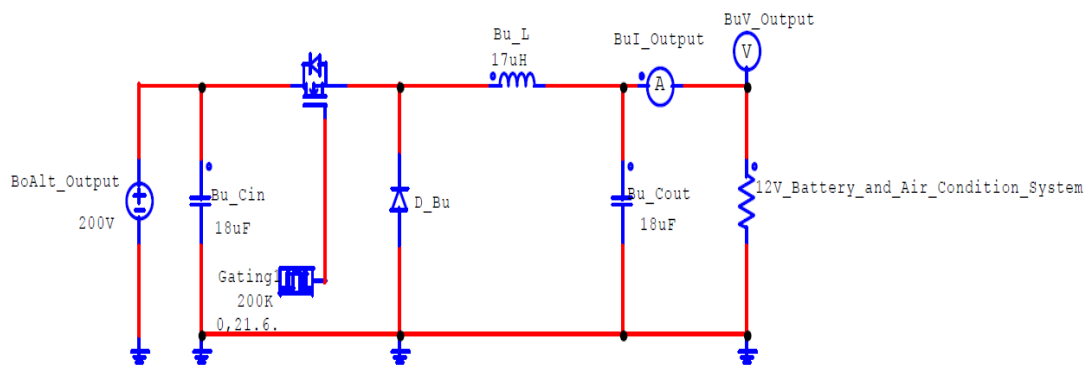 BuV_Output
V
Bu_L
17uH
BuI_Output
A
BoAlt_Output
200V
Bu_Cin
18uF
D_Bu
Bu_Cout
18uF
12V_Battery_and_Air_Condition_System
Gating1
200K
0,21.6.